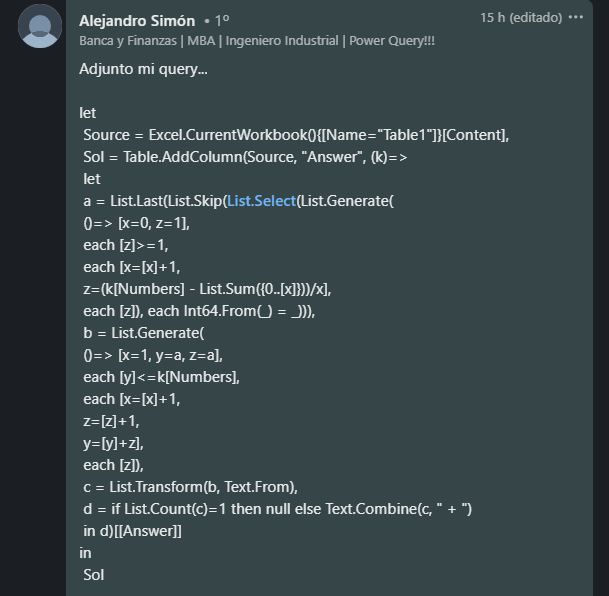 Alejandro Simón • 1º
15 h (editado) •••
Banca y Finanzas | MBA | Ingeniero Industrial | Power Query!!!
Adjunto mi query...
let
Source = Excel.CurrentWorkbook(){[Name="Table1"]}[Content],
Sol = Table.AddColumn(Source, "Answer", (k)=>
let
a = List.Last(List.Skip(List.Select(List.Generate(
()=> [x=0, z=1],
each [z]>=1,
each [x=[x]+1,
z=(k[Numbers] - List.Sum({0..[x]}))/x],
each [z]), each Int64.From(_) = _))),
b = List.Generate(
()=> [x=1, y=a, z=a],
each [y]<=k[Numbers],
each [x=[x]+1,
z=[z]+1,
y=[y]+z],
each [z]),
c = List.Transform(b, Text.From),
d = if List.Count(c)=1 then null else Text.Combine(c, " + ")
in d)[[Answer]]
in
Sol